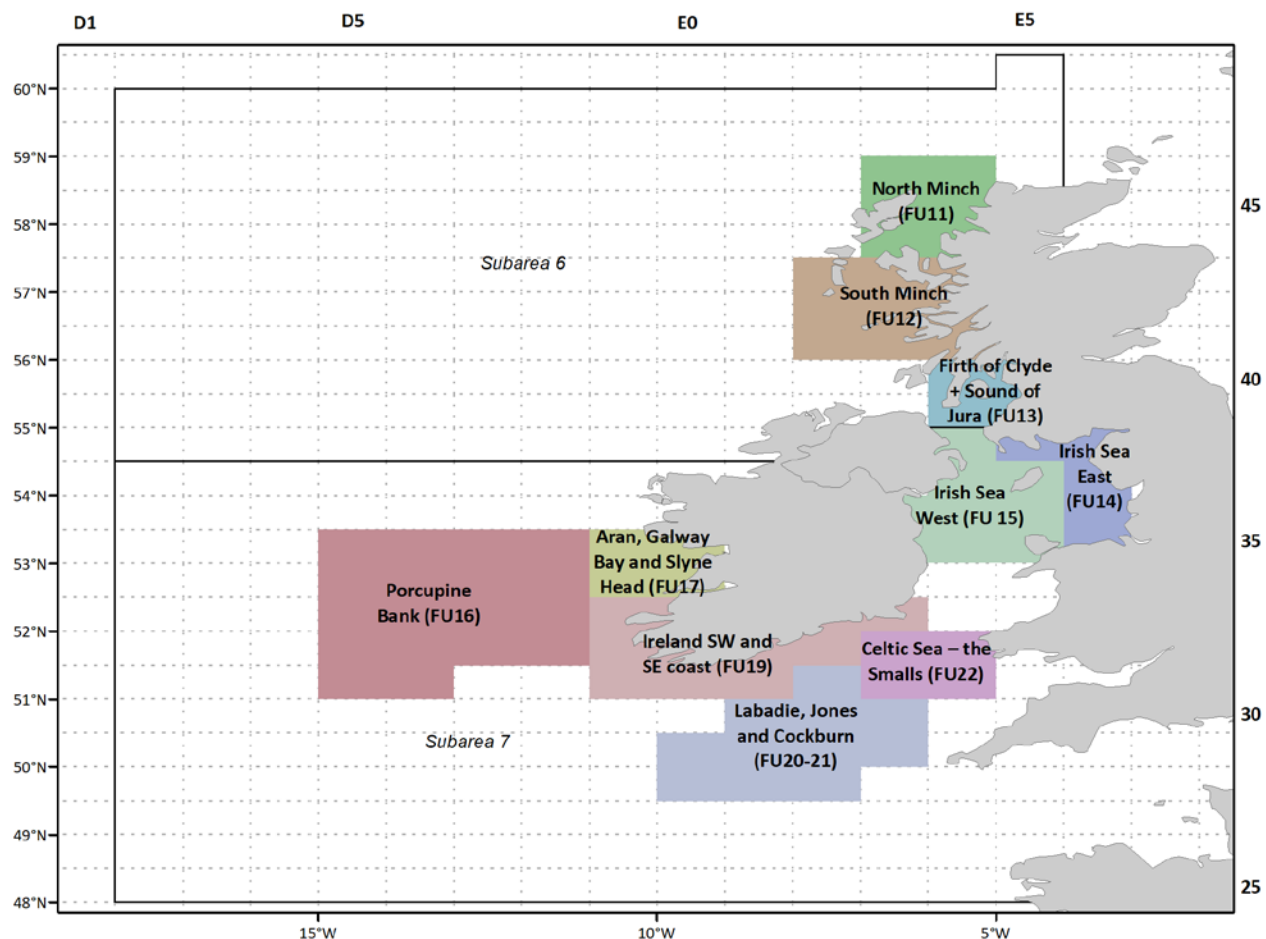 D1
D5
E0
E5
60°N
59°N
North Minch
(FU11)
45
58°N
Subarea 6
57°N
South Minch
(FU12)
56°N
Firth of Clyde
+ Sound of
Jura (FU13)
40
55°N
Irish Sea
East
(FU14)
54°N
Irish Sea
West (FU 15)
35
53°N
Aran, Galway
Bay and Slyne
Head (FU17)
Porcupine
Bank (FU16)
52°N
Ireland SW and
SE coast (FU19)
Celtic Sea – the
Smalls (FU22)
51°N
30
Labadie, Jones
and Cockburn
(FU20-21)
Subarea 7
50°N
49°N
25
48°N
15°W
10°W
5°W